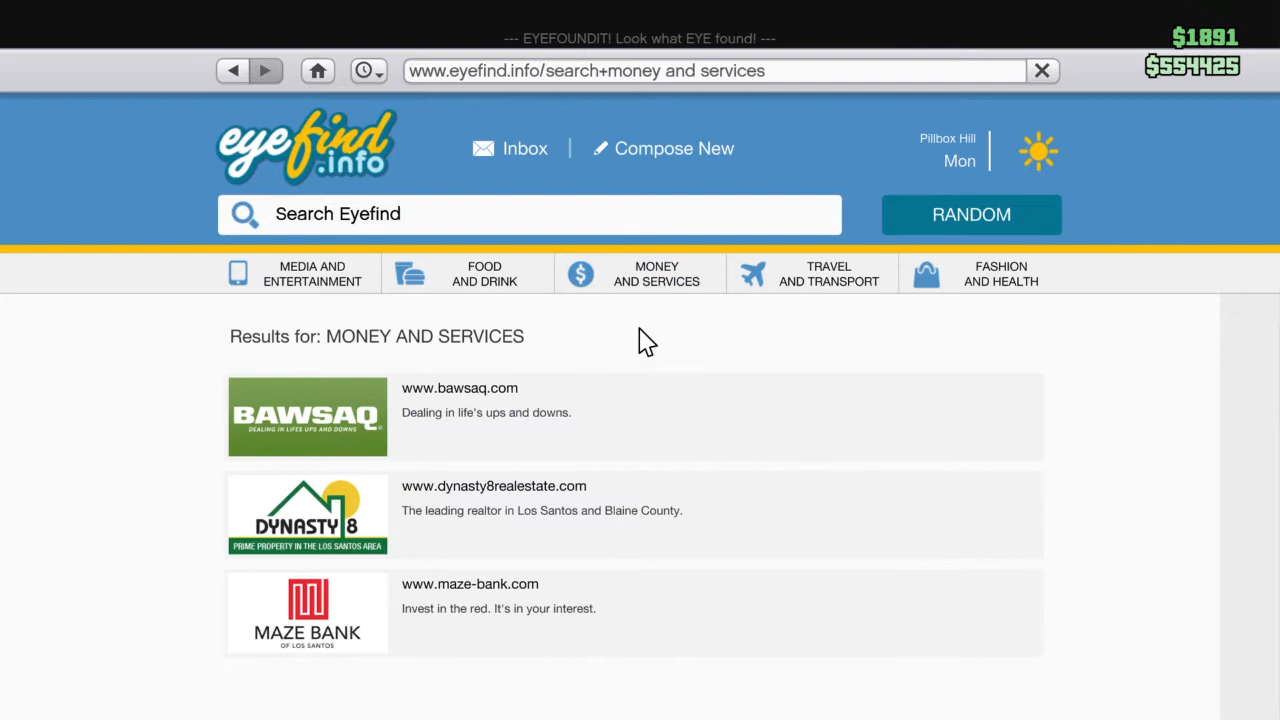 --- EYEFOUNDIT! Look what EYE found! ---
$1891
$554425
www.eyefind.info/search+money and services
eyefind
.info
Inbox
Compose New
Pillbox Hill
Mon
Search Eyefind
RANDOM
MEDIA AND
ENTERTAINMENT
FOOD
AND DRINK
MONEY
AND SERVICES
TRAVEL
AND TRANSPORT
FASHION
AND HEALTH
Results for: MONEY AND SERVICES
BAWSAQ
DEALING IN LIFES UPS AND DOWNS
www.bawsaq.com
Dealing in life's ups and downs.
DYNASTY 8
PRIME PROPERTY IN THE LOS SANTOS AREA
www.dynasty8realestate.com
The leading realtor in Los Santos and Blaine County.
MAZE BANK
OF LOS SANTOS
www.maze-bank.com
Invest in the red. It's in your interest.